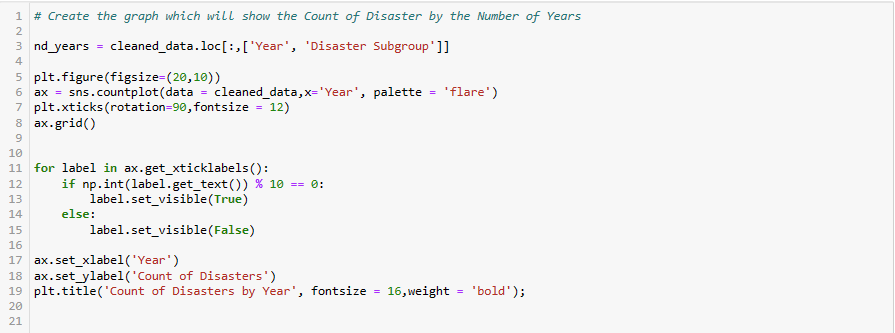 1 # Create the graph which will show the Count of Disaster by the Number of Years
2
3 nd_years = cleaned_data.loc[:,['Year', 'Disaster Subgroup']]
4
5 plt.figure(figsize=(20,10))
6 ax = sns.countplot(data = cleaned_data,x='Year', palette = 'flare')
7 plt.xticks(rotation=90,fontsize = 12)
8 ax.grid()
9
10
11 for label in ax.get_xticklabels():
12     if np.int(label.get_text()) % 10 == 0:
13         label.set_visible(True)
14     else:
15         label.set_visible(False)
16
17 ax.set_xlabel('Year')
18 ax.set_ylabel('Count of Disasters')
19 plt.title('Count of Disasters by Year', fontsize = 16,weight = 'bold');
20
21